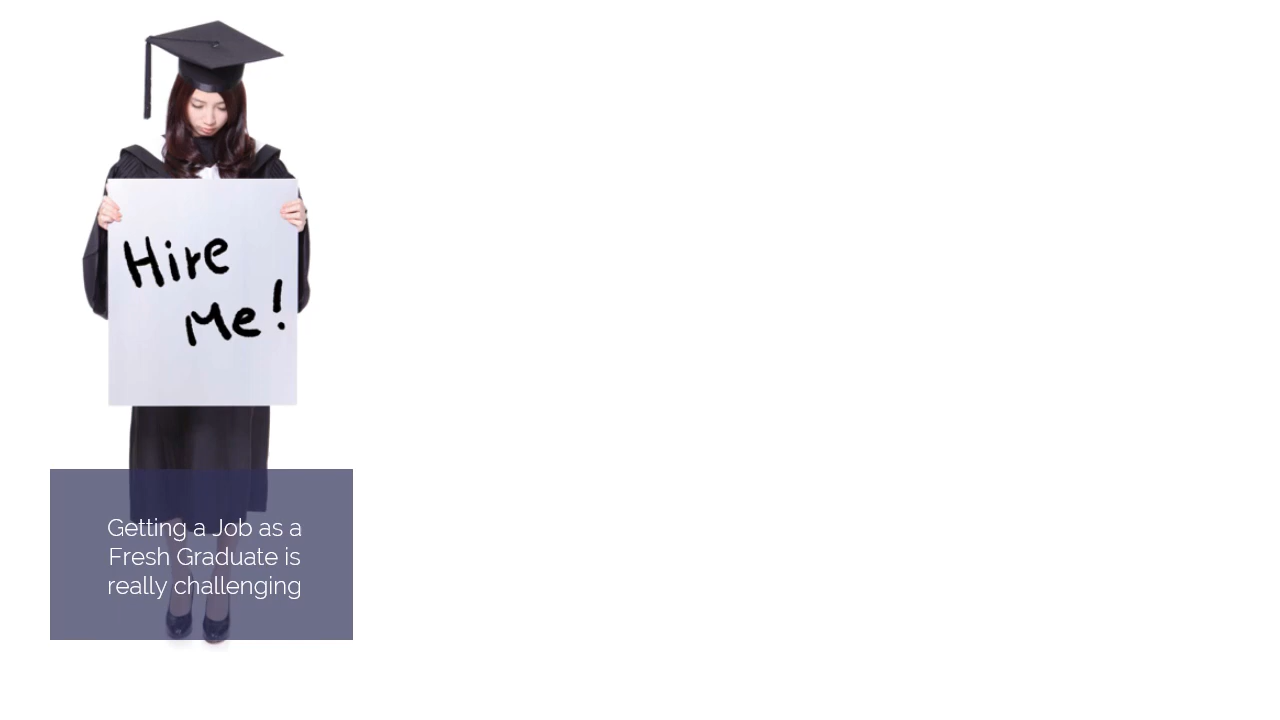 Hire
Me!
Getting a Job as a
Fresh Graduate is
really challenging